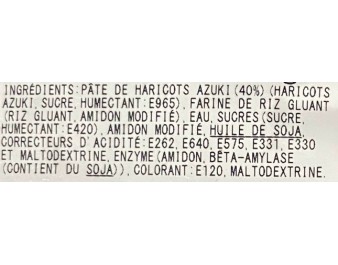 INGRÉDIENTS:PÂTE DE HARICOTS AZUKI(40%)(HARICOTS
AZUKI, SUCRE, HUMECTANT:E965), FARINE DE RIZ GLUANT
(RIZ GLUANT, AMIDON MODIFIÉ), EAU, SUCRES(SUCRE,
HUMECTANT:E420), AMIDON MODIFIÉ, HUILE DE SOJA,
CORRECTEURS D'ACIDITÉ:E262, E640, E575, E331, E330
ET MALTODEXTRINE, ENZYME(AMIDON, BÊTA-AMYLASE
(CONTIENT DU SOJA)), COLORANT:E120, MALTODEXTRINE.